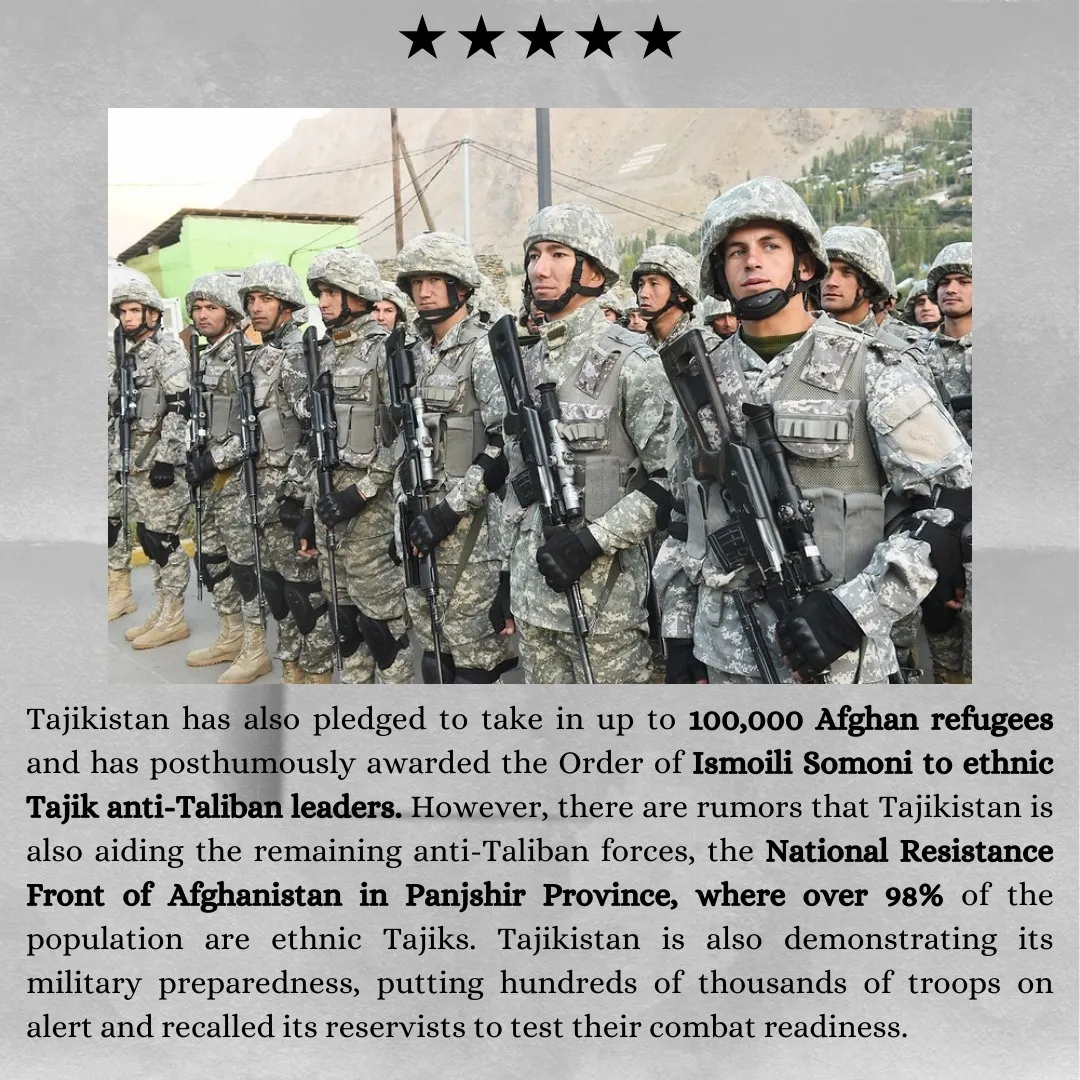 Tajikistan has also pledged to take in up to 100,000 Afghan refugees
and has posthumously awarded the Order of Ismoili Somoni to ethnic
Tajik anti-Taliban leaders. However, there are rumors that Tajikistan is
also aiding the remaining anti-Taliban forces, the National Resistance
Front of Afghanistan in Panjshir Province, where over 98% of the
population are ethnic Tajiks. Tajikistan is also demonstrating its
military preparedness, putting hundreds of thousands of troops on
alert and recalled its reservists to test their combat readiness.